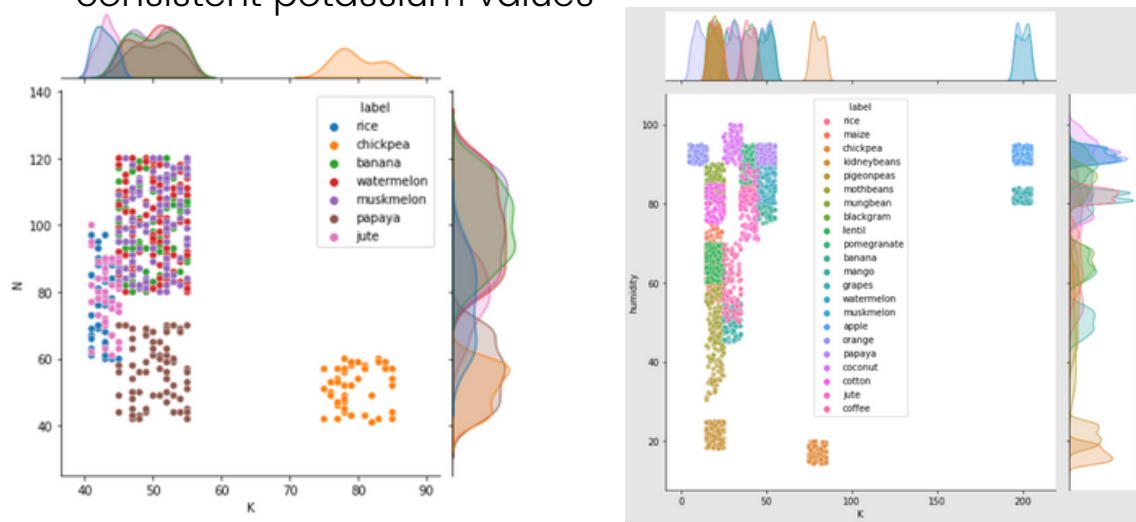 consistent potassium values
140
120
100
80
60
40
N
40
50
60
70
80
90
K
label
rice
chickpea
banana
watermelon
muskmelon
papaya
jute
100
80
60
40
20
humidity
0
50
100
150
200
K
label
rice
maize
chickpea
kidneybeans
pigeonpeas
mothbeans
mungbean
blackgram
lentil
pomegranate
banana
mango
grapes
watermelon
muskmelon
apple
orange
papaya
coconut
cotton
jute
coffee